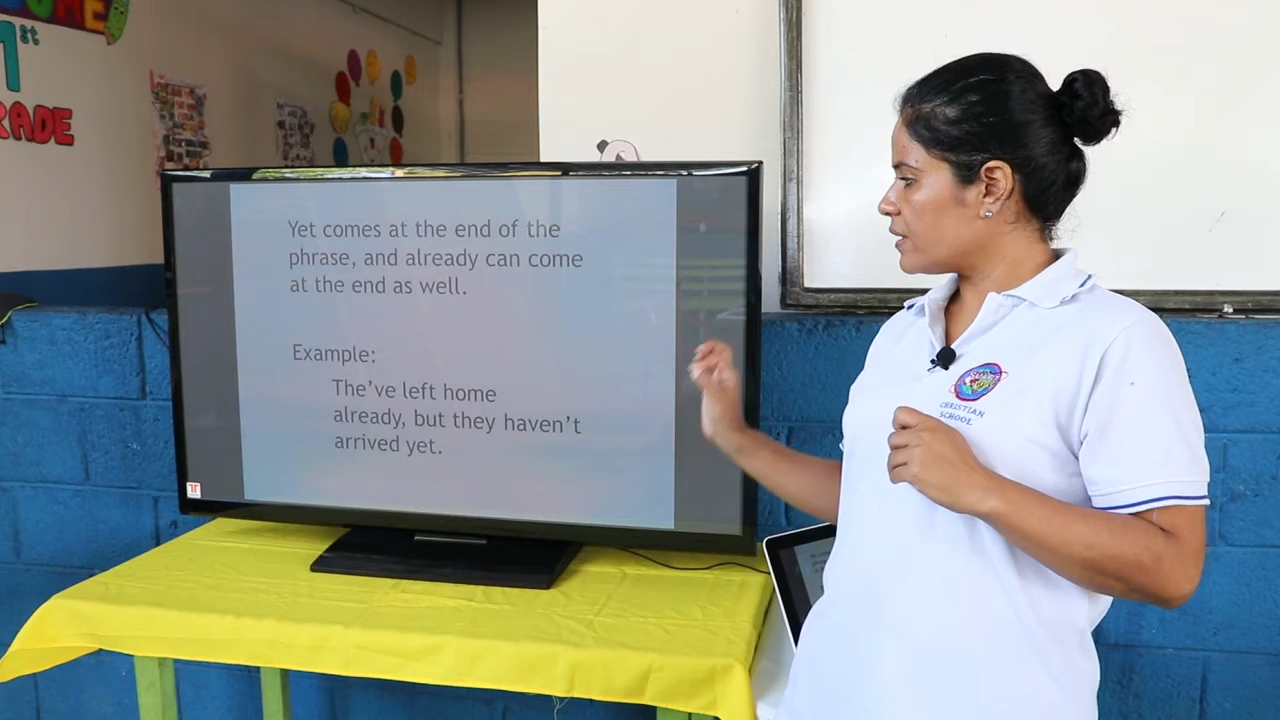 1st
RADE
Yet comes at the end of the
phrase, and already can come
at the end as well.
Example:
The've left home
already, but they haven't
arrived yet.
CHRISTIAN
SCHOOL